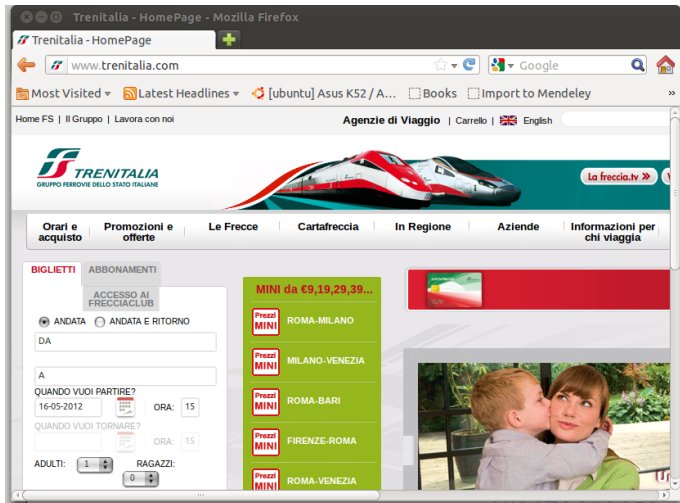 Trenitalia - HomePage - Mozilla Firefox
Trenitalia - HomePage
www.trenitalia.com
Google
Most Visited
Latest Headlines
[ubuntu] Asus K52 / A...
Books
Import to Mendeley
»
Home FS | Il Gruppo | Lavora con noi
Agenzie di Viaggio | Carrello | English
TRENITALIA
GRUPPO FERROVIE DELLO STATO ITALIANE
La freccia.tv »
Orari e acquisto
Promozioni e offerte
Le Frecce
Cartafreccia
In Regione
Aziende
Informazioni per chi viaggia
BIGLIETTI
ABBONAMENTI
ACCESSO AI
FRECCIACLUB
ANDATA
ANDATA E RITORNO
DA
A
QUANDO VUOI PARTIRE?
16-05-2012
ORA: 15
QUANDO VUOI TORNARE?
ORA: 15
ADULTI: 1
RAGAZZI:
0
MINI da €9,19,29,39...
Prezzi MINI ROMA-MILANO
Prezzi MINI MILANO-VENEZIA
Prezzi MINI ROMA-BARI
Prezzi MINI FIRENZE-ROMA
Prezzi MINI ROMA-VENEZIA